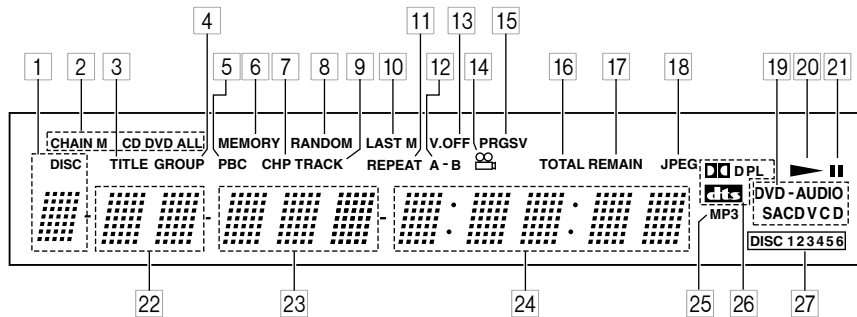 11 13 15
4 5 6 7 8 9 10 12 14 16 17 18 19 20 21
1 2 3
CHAIN M CD DVD ALL MEMORY RANDOM LAST M V.OFF PRGSV
DISC TITLE GROUP PBC CHP TRACK REPEAT A - B TOTAL REMAIN JPEG
D PL
dts DVD - AUDIO
MP3 SACD V C D
DISC 1 2 3 4 5 6
22 23 24 25 26 27